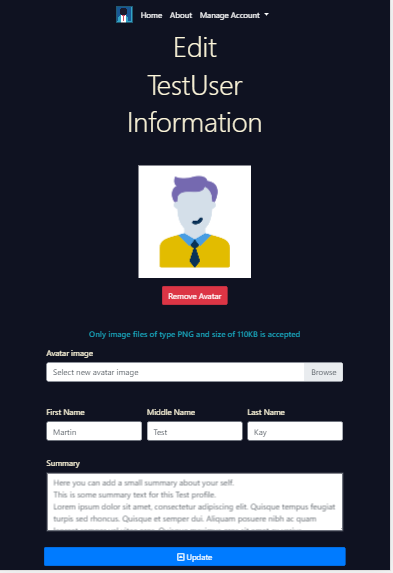 Home About Manage Account
Edit
TestUser
Information
Remove Avatar
Only image files of type PNG and size of 110KB is accepted
Avatar image
Select new avatar image Browse
First Name Middle Name Last Name
Martin Test Kay
Summary
Here you can add a small summary about your self.
This is some summary text for this Test profile.
Lorem ipsum dolor sit amet, consectetur adipiscing elit. Quisque tempus feugiat
turpis sed rhoncus. Quisque et semper dui. Aliquam posuere nibh ac quam
Update